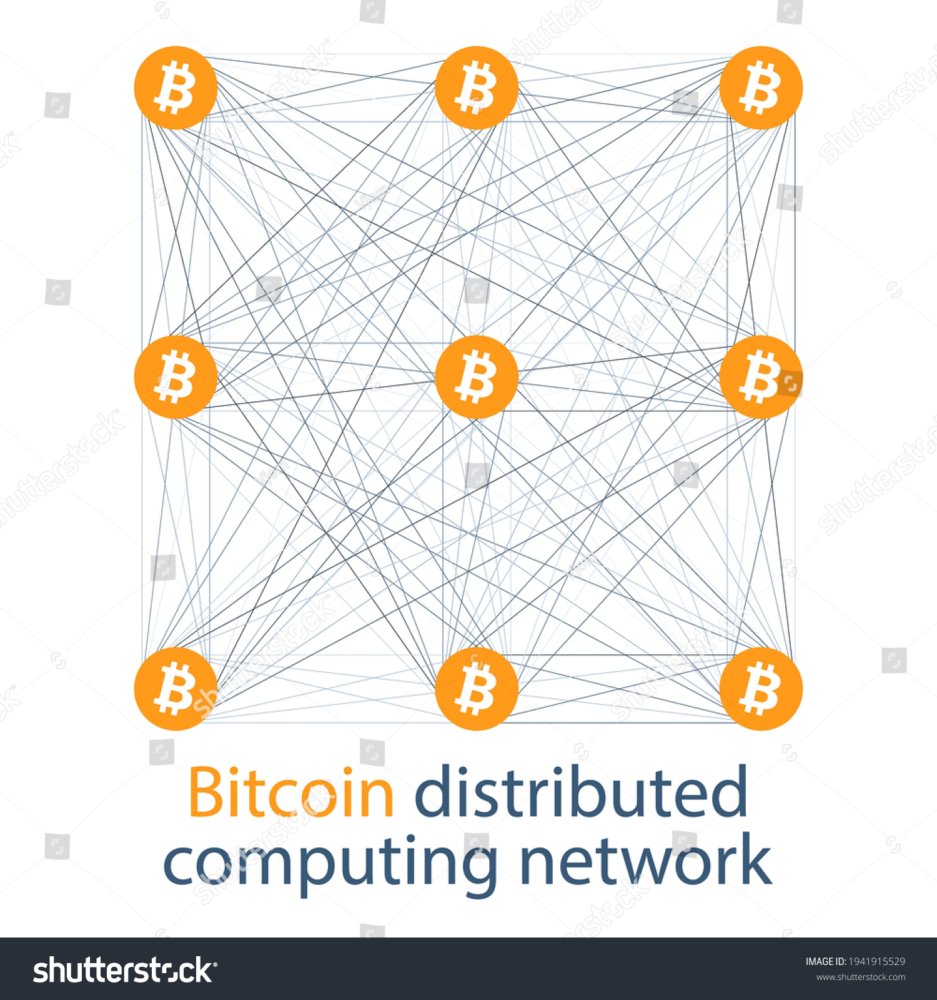 Bitcoin distributed
computing network
shutterstock
IMAGE ID: 1941915529
www.shutterstock.com